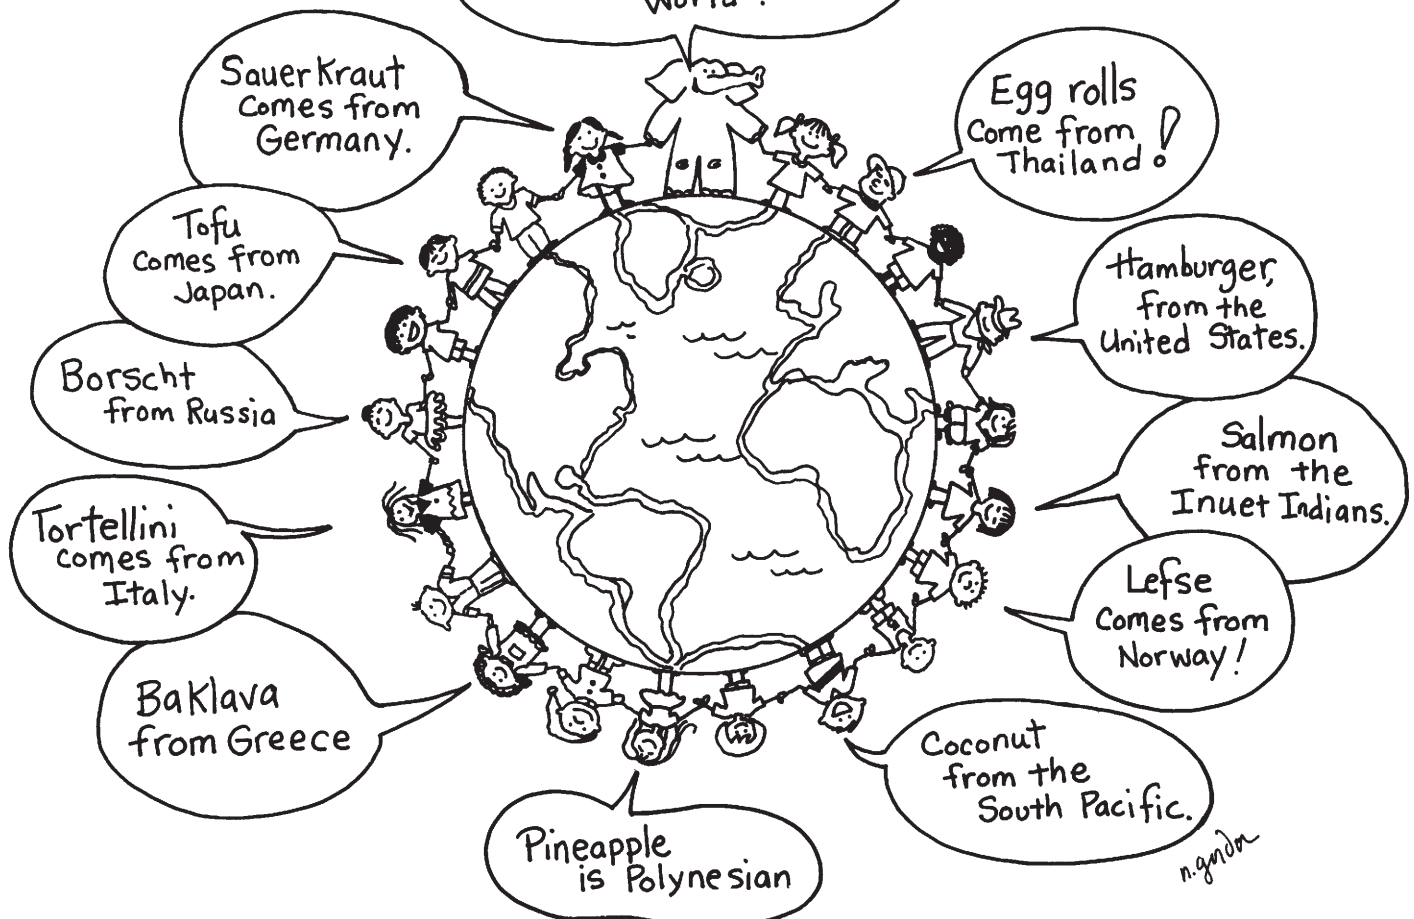 World?
Sauerkraut
comes from
Germany.
Egg rolls
come from
Thailand!
Tofu
comes from
Japan.
Hamburger,
from the
United States.
Borscht
from Russia
Salmon
from the
Inuet Indians.
Tortellini
comes from
Italy.
Lefse
comes from
Norway!
Baklava
from Greece
Coconut
from the
South Pacific.
Pineapple
is Polynesian